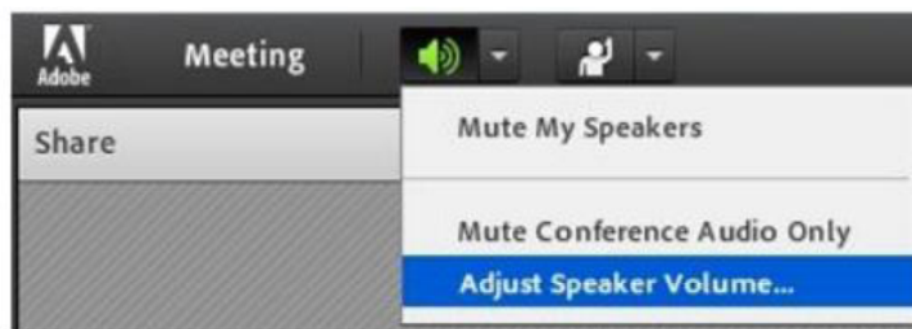 Adobe
Meeting
Share
Mute My Speakers
Mute Conference Audio Only
Adjust Speaker Volume...